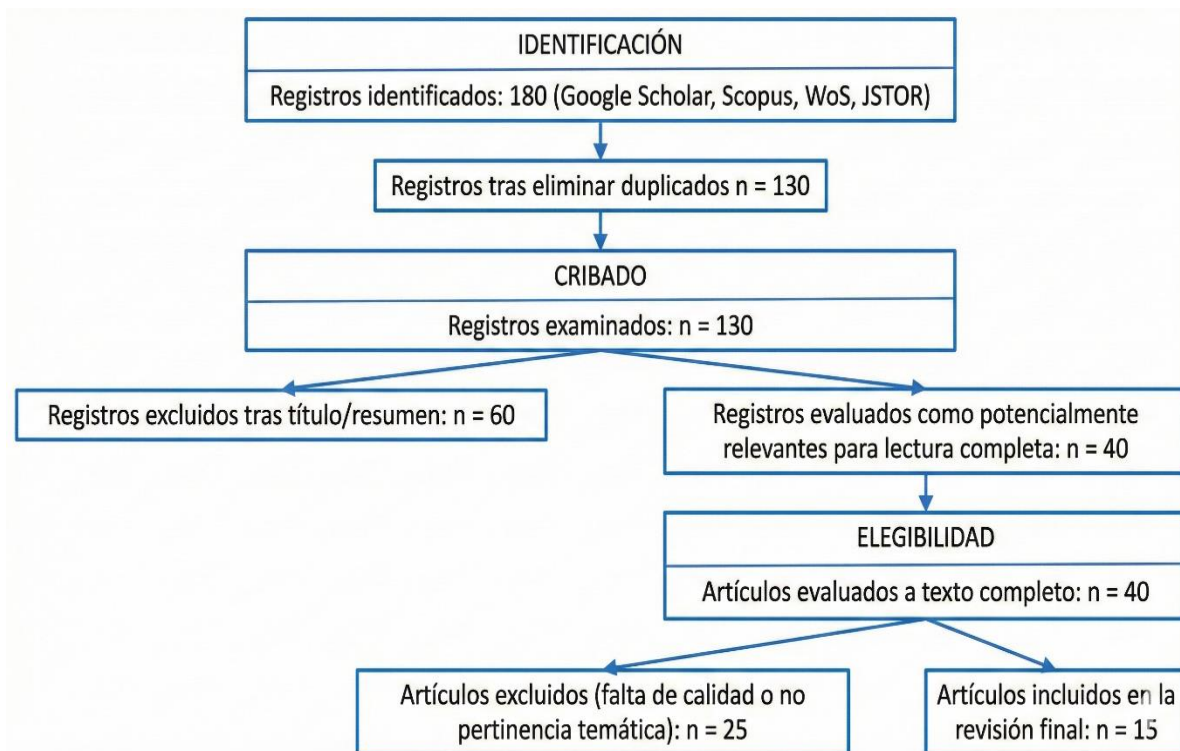 IDENTIFICACIÓN
Registros identificados: 180 (Google Scholar, Scopus, WoS, JSTOR)
Registros tras eliminar duplicados n = 130
CRIBADO
Registros examinados: n = 130
Registros excluidos tras título/resumen: n = 60
Registros evaluados como potencialmente
relevantes para lectura completa: n = 40
ELEGIBILIDAD
Artículos evaluados a texto completo: n = 40
Artículos excluidos (falta de calidad o no
pertinencia temática): n = 25
Artículos incluidos en la
revisión final: n = 15